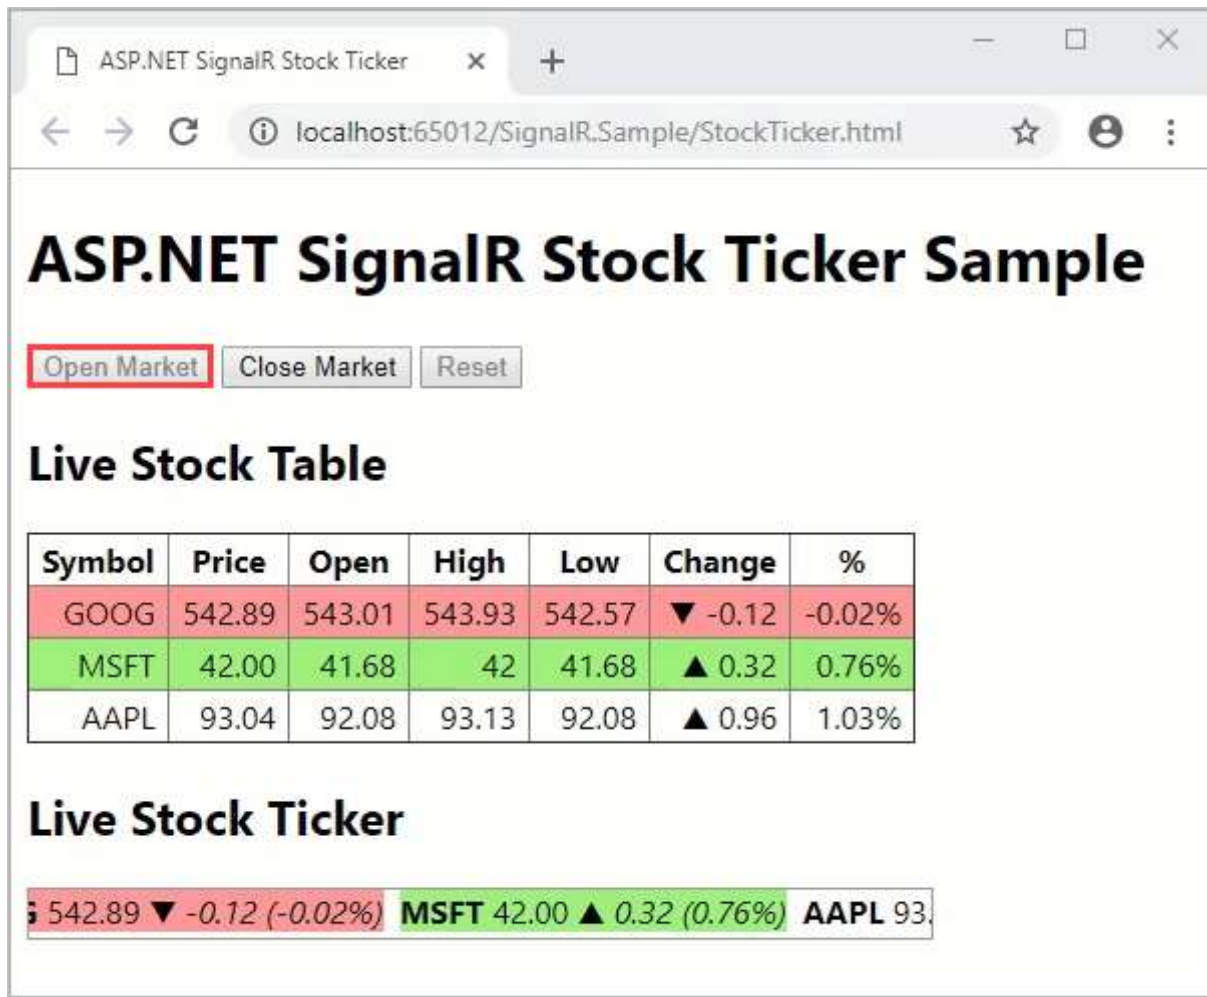 ASP.NET SignalR Stock Ticker
localhost:65012/SignalR.Sample/StockTicker.html
ASP.NET SignalR Stock Ticker Sample
Open Market Close Market Reset
Live Stock Table
Symbol Price Open High Low Change %
GOOG 542.89 543.01 543.93 542.57 ▼ -0.12 -0.02%
MSFT 42.00 41.68 42 41.68 ▲ 0.32 0.76%
AAPL 93.04 92.08 93.13 92.08 ▲ 0.96 1.03%
Live Stock Ticker
542.89 ▼ -0.12 (-0.02%) MSFT 42.00 ▲ 0.32 (0.76%) AAPL 93.